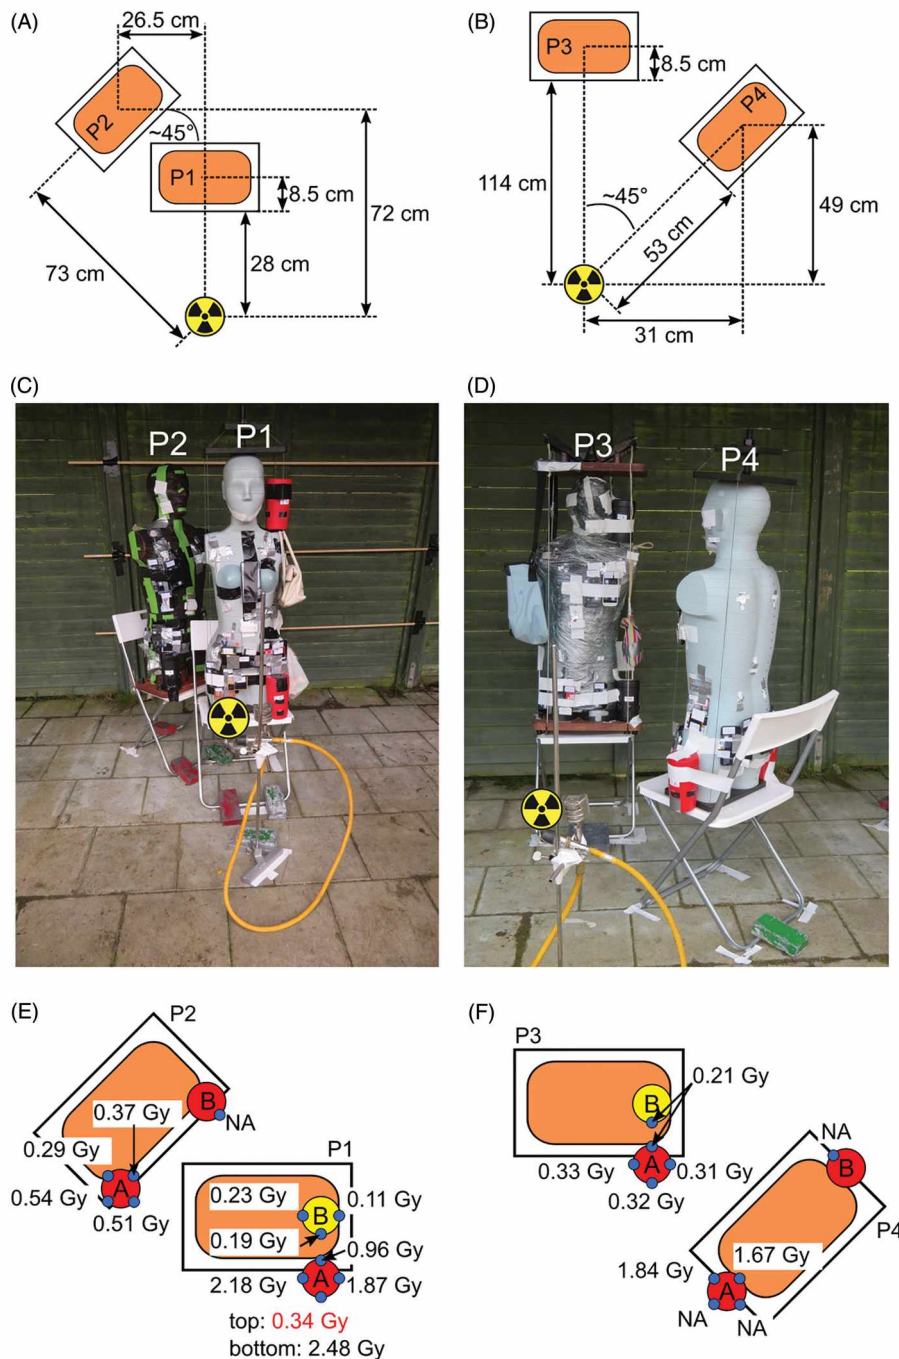 (A)
26.5 cm
P2
~45°
P1
8.5 cm
72 cm
28 cm
73 cm
(B)
P3
8.5 cm
P4
114 cm
~45°
53 cm
49 cm
31 cm
(C)
P2
P1
(D)
P3
P4
(E)
P2
B
0.37 Gy
NA
0.29 Gy
A
0.54 Gy
0.51 Gy
P1
0.23 Gy
B
0.11 Gy
0.19 Gy
0.96 Gy
2.18 Gy
A
1.87 Gy
top: 0.34 Gy
bottom: 2.48 Gy
(F)
P3
0.21 Gy
B
0.33 Gy
A
0.31 Gy
0.32 Gy
NA
B
P4
1.67 Gy
1.84 Gy
A
NA
NA